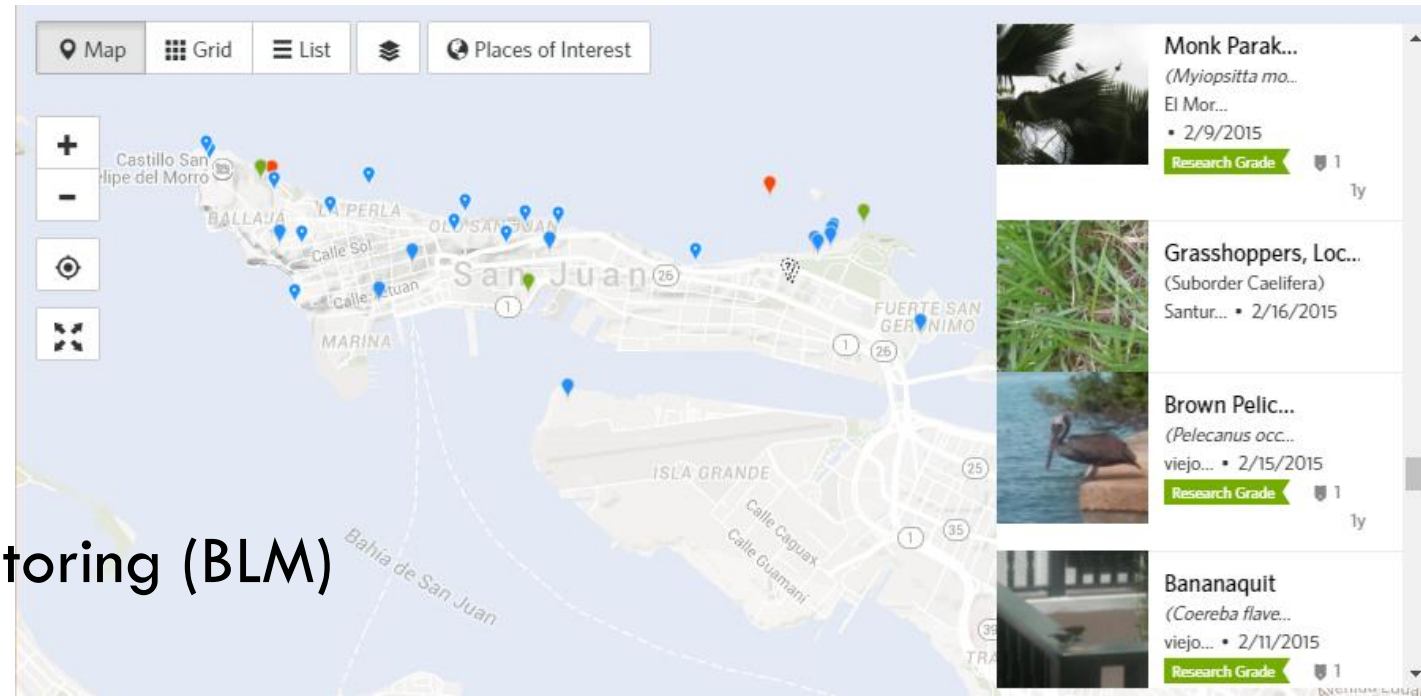 Map
Grid
List
Places of Interest
+
-
Castillo San
elipe del Morro
BALLAJA
LA PERLA
OLD SAN JUAN
Calle Sol
San Juan
26
1
MARINA
FUERTE SAN
GERONIMO
1
26
ISLA GRANDE
25
Calle Caguax
Calle Guamani
1
35
Bahía de San Juan
39
toring (BLM)
Monk Parak...
(Myiopsitta mo...
El Mor...
• 2/9/2015
Research Grade 1
1y
Grasshoppers, Loc...
(Suborder Caelifera)
Santur... • 2/16/2015
Brown Pelic...
(Pelecanus occ...
viejo... • 2/15/2015
Research Grade 1
1y
Bananaquit
(Coereba flave...
viejo... • 2/11/2015
Research Grade 1